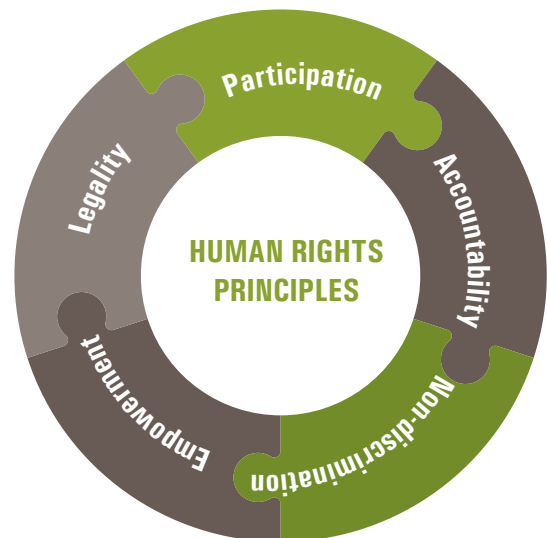 Participation
Accountability
Non-discrimination
Empowerment
Legality
HUMAN RIGHTS
PRINCIPLES